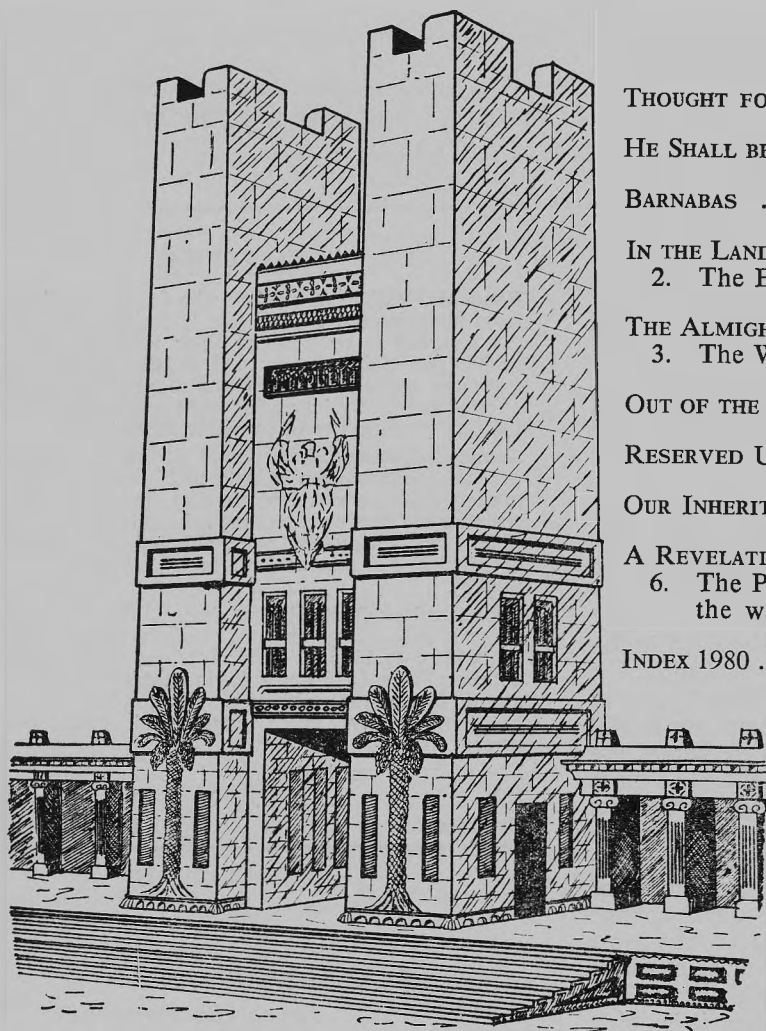 THOUGHT FO
HE SHALL BE
BARNABAS .
IN THE LAND
2. The E
THE ALMIGH
3. The W
OUT OF THE
RESERVED U
OUR INHERIT
A REVELATI
6. The P
the w
INDEX 1980 .